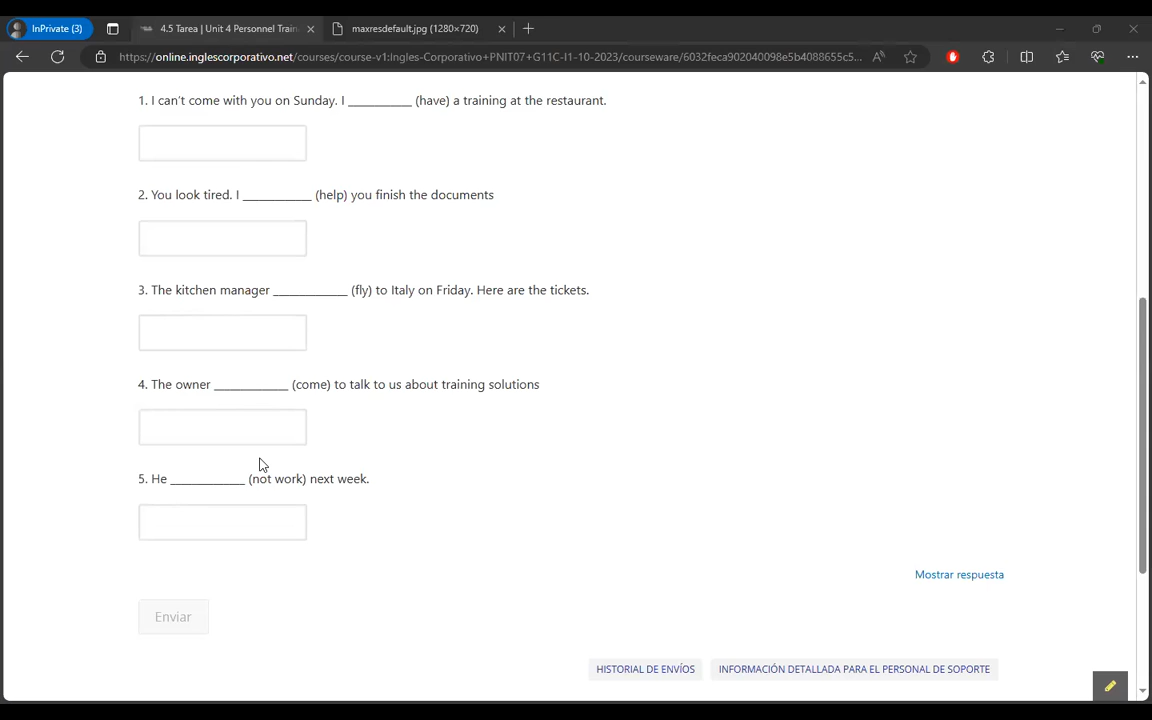 InPrivate (3)
4.5 Tarea | Unit 4 Personnel Train
maxresdefault.jpg (1280×720)
https://online.inglescorporativo.net/courses/course-v1:Ingles-Corporativo+PNIT07+G11C-I1-10-2023/courseware/6032feca902040098e5b4088655c5...
1. I can't come with you on Sunday. I __________ (have) a training at the restaurant.
2. You look tired. I ___________ (help) you finish the documents
3. The kitchen manager ____________ (fly) to Italy on Friday. Here are the tickets.
4. The owner ____________ (come) to talk to us about training solutions
5. He ____________ (not work) next week.
Mostrar respuesta
Enviar
HISTORIAL DE ENVÍOS
INFORMACIÓN DETALLADA PARA EL PERSONAL DE SOPORTE